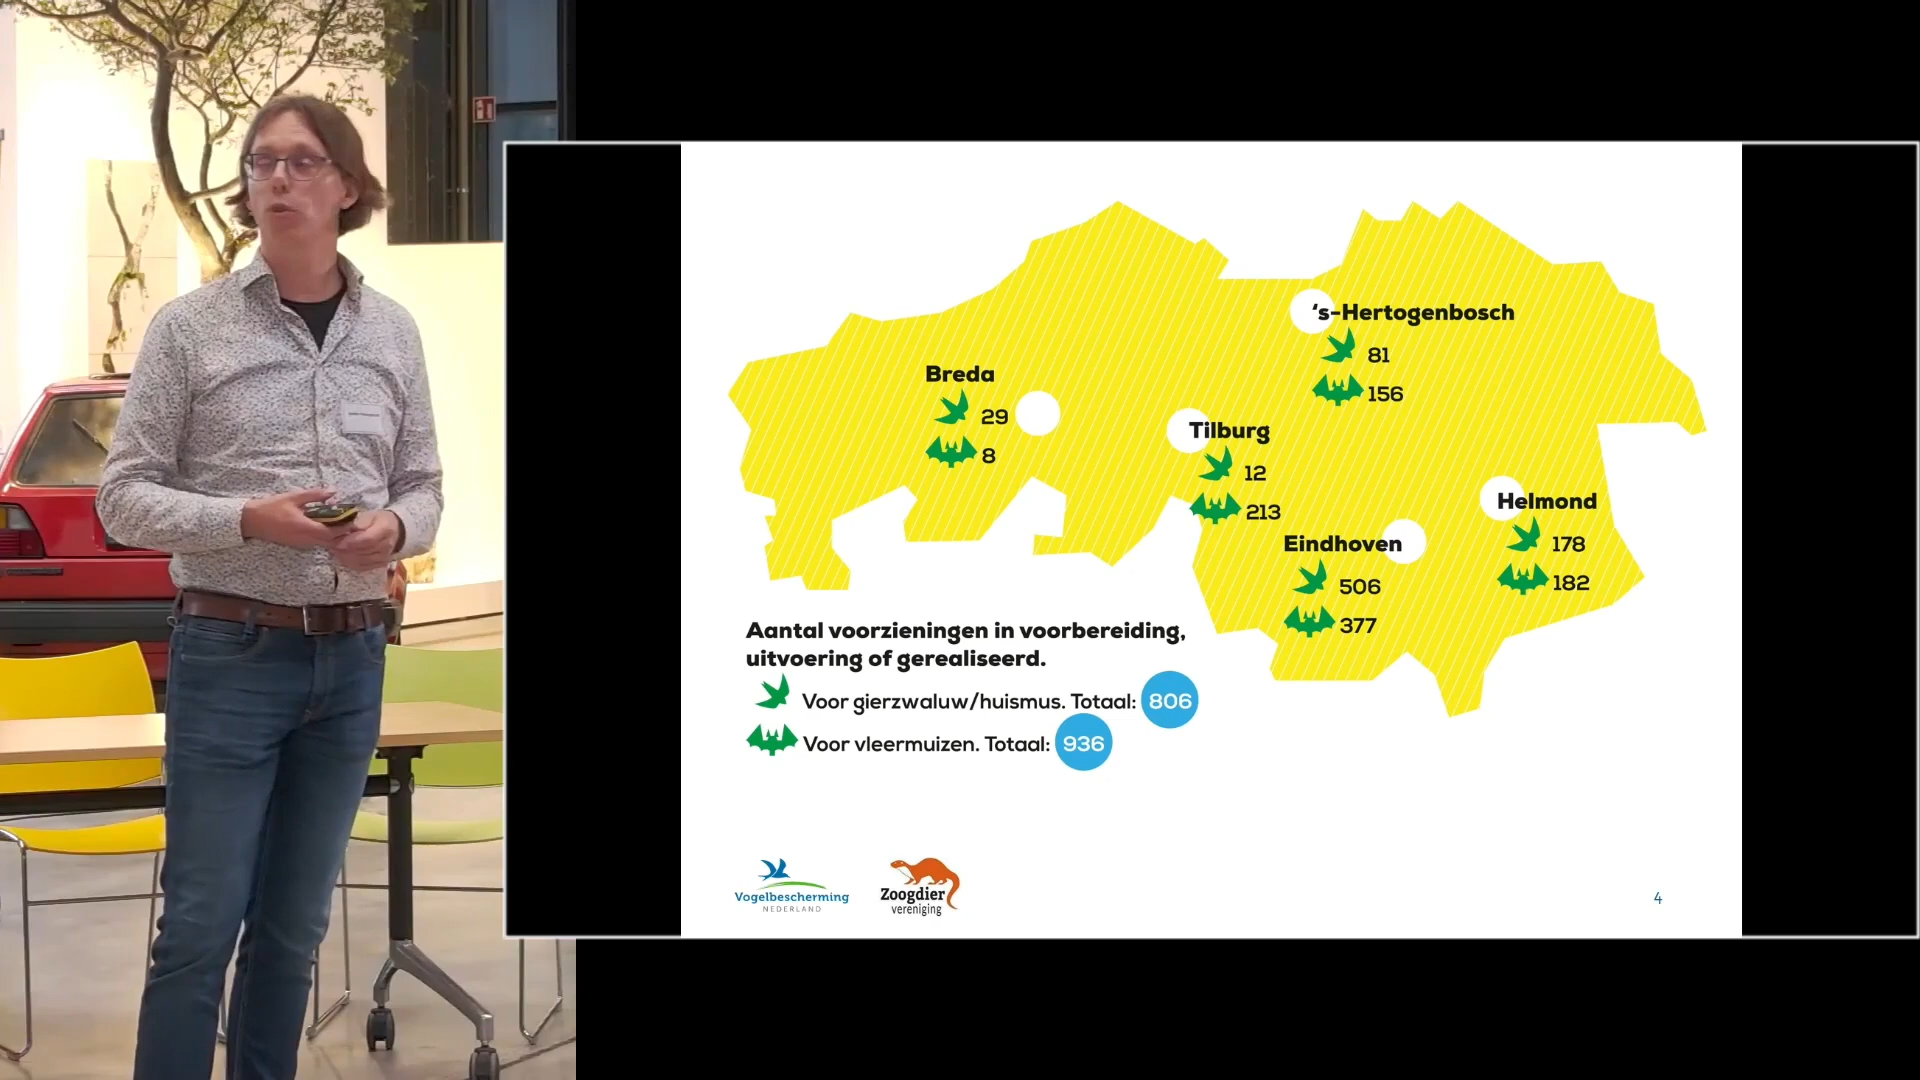 ‘s-Hertogenbosch
81
156
Breda
29
8
Tilburg
12
213
Helmond
178
182
Eindhoven
506
377
Aantal voorzieningen in voorbereiding,
uitvoering of gerealiseerd.
Voor gierzwaluw/huismus. Totaal: 806
Voor vleermuizen. Totaal: 936
Vogelbescherming
NEDERLAND
Zoogdier
vereniging
4